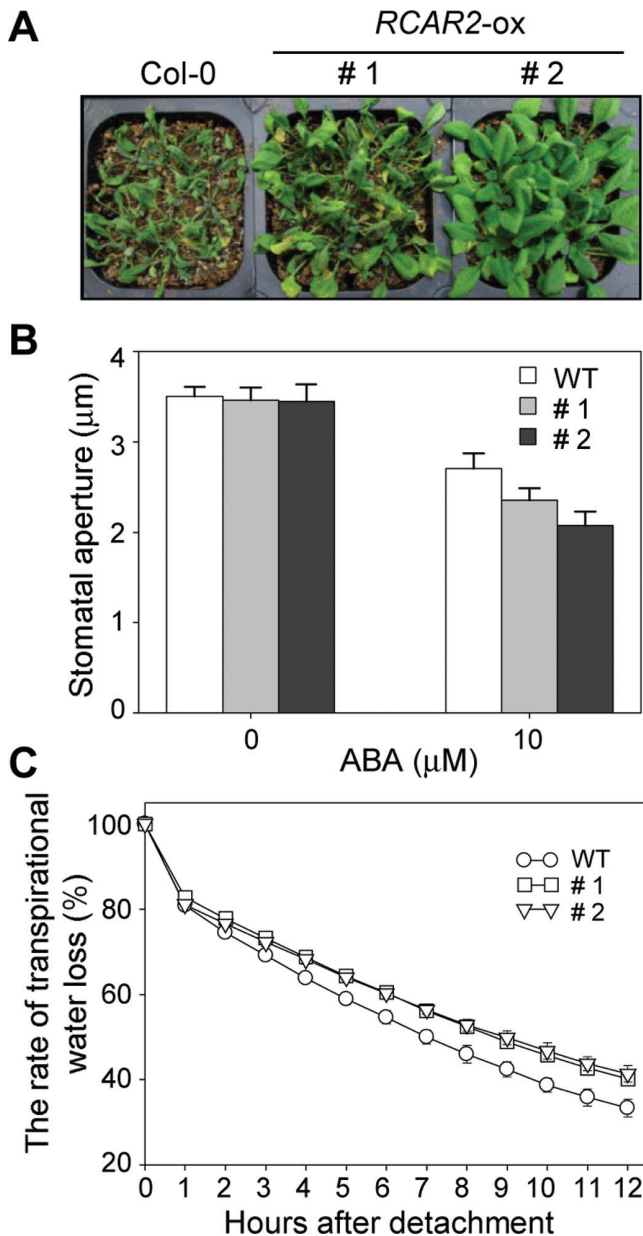 A
RCAR2-ox
Col-0 # 1 # 2
B
Stomatal aperture (μm)
4
3
2
1
0
WT
# 1
# 2
0 10
ABA (μM)
C
The rate of transpirational
water loss (%)
100
80
60
40
20
WT
# 1
# 2
0 1 2 3 4 5 6 7 8 9 10 11 12
Hours after detachment